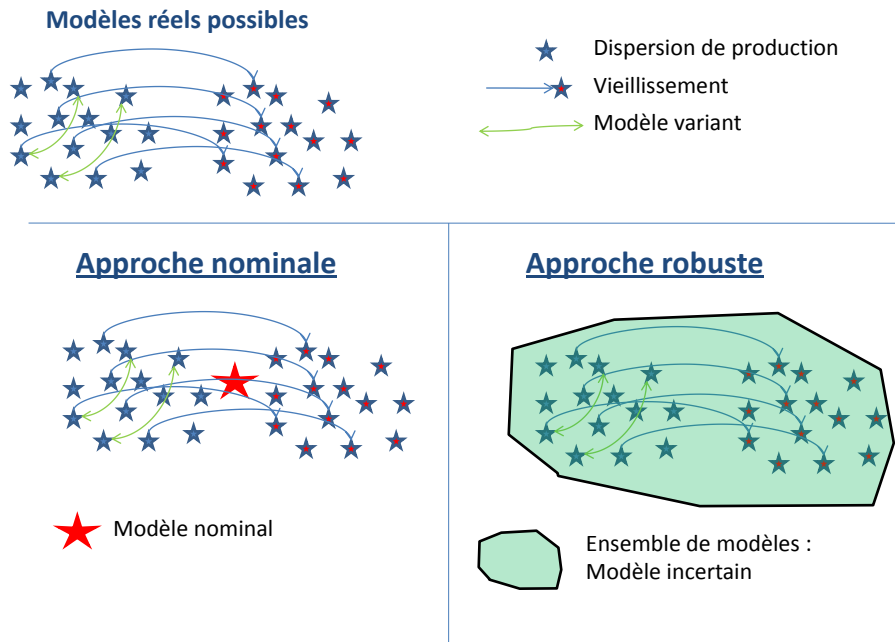 Modèles réels possibles
Dispersion de production
Vieillissement
Modèle variant
Approche nominale
Modèle nominal
Approche robuste
Ensemble de modèles :
Modèle incertain